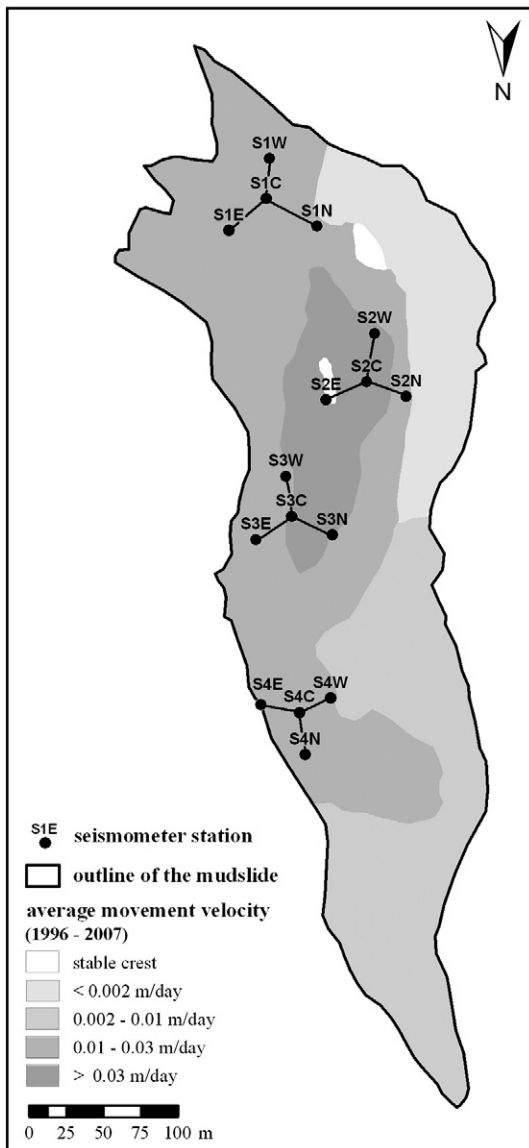 N
S1W
S1C
S1E
S1N
S2W
S2C
S2E
S2N
S3W
S3C
S3E
S3N
S4E
S4C
S4W
S4N
S1E seismometer station
outline of the mudslide
average movement velocity
(1996 - 2007)
stable crest
< 0.002 m/day
0.002 - 0.01 m/day
0.01 - 0.03 m/day
> 0.03 m/day
0 25 50 100 m